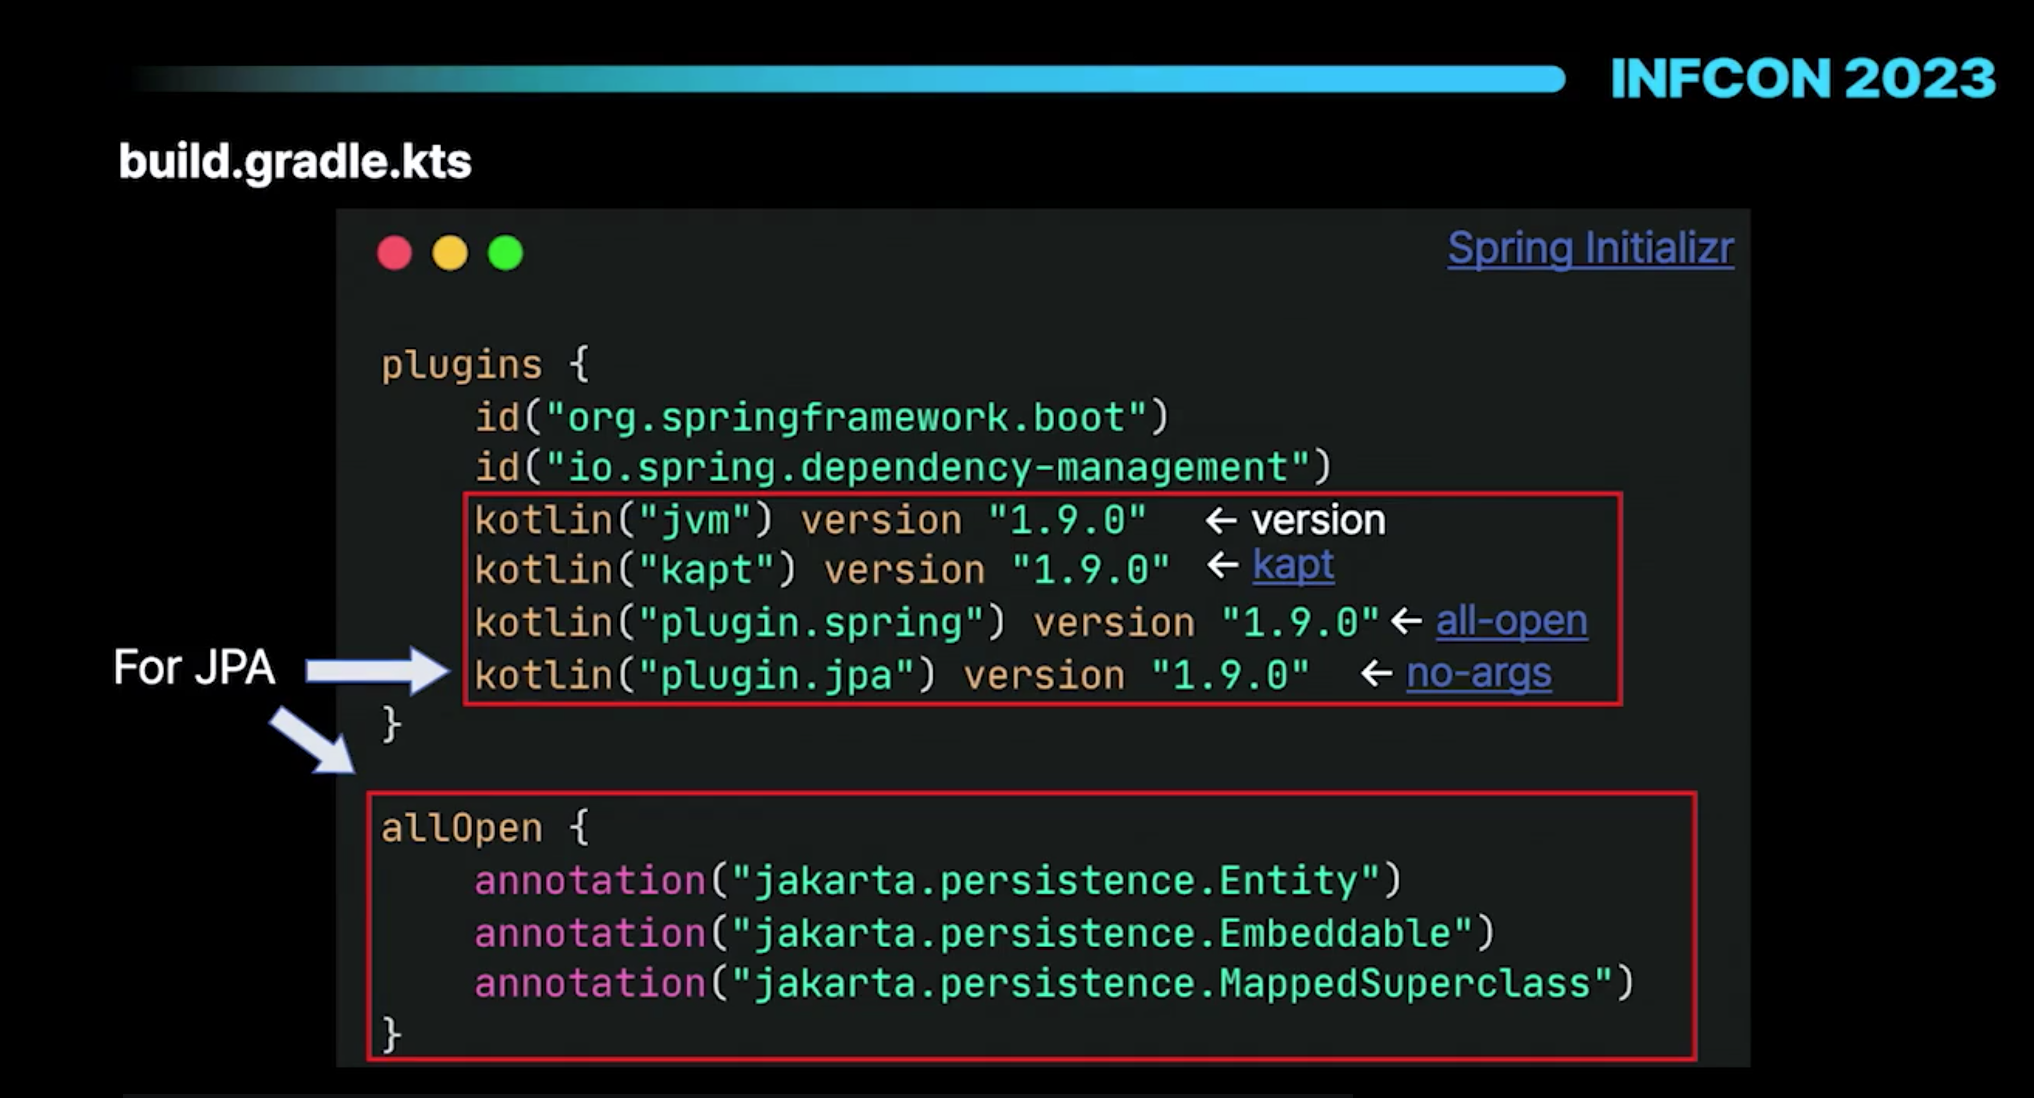 INFCON 2023
build.gradle.kts
Spring Initializr
plugins {
id("org.springframework.boot")
id("io.spring.dependency-management")
kotlin("jvm") version "1.9.0" ← version
kotlin("kapt") version "1.9.0" ← kapt
kotlin("plugin.spring") version "1.9.0" ← all-open
For JPA
kotlin("plugin.jpa") version "1.9.0" ← no-args
}
allOpen {
annotation("jakarta.persistence.Entity")
annotation("jakarta.persistence.Embeddable")
annotation("jakarta.persistence.MappedSuperclass")
}